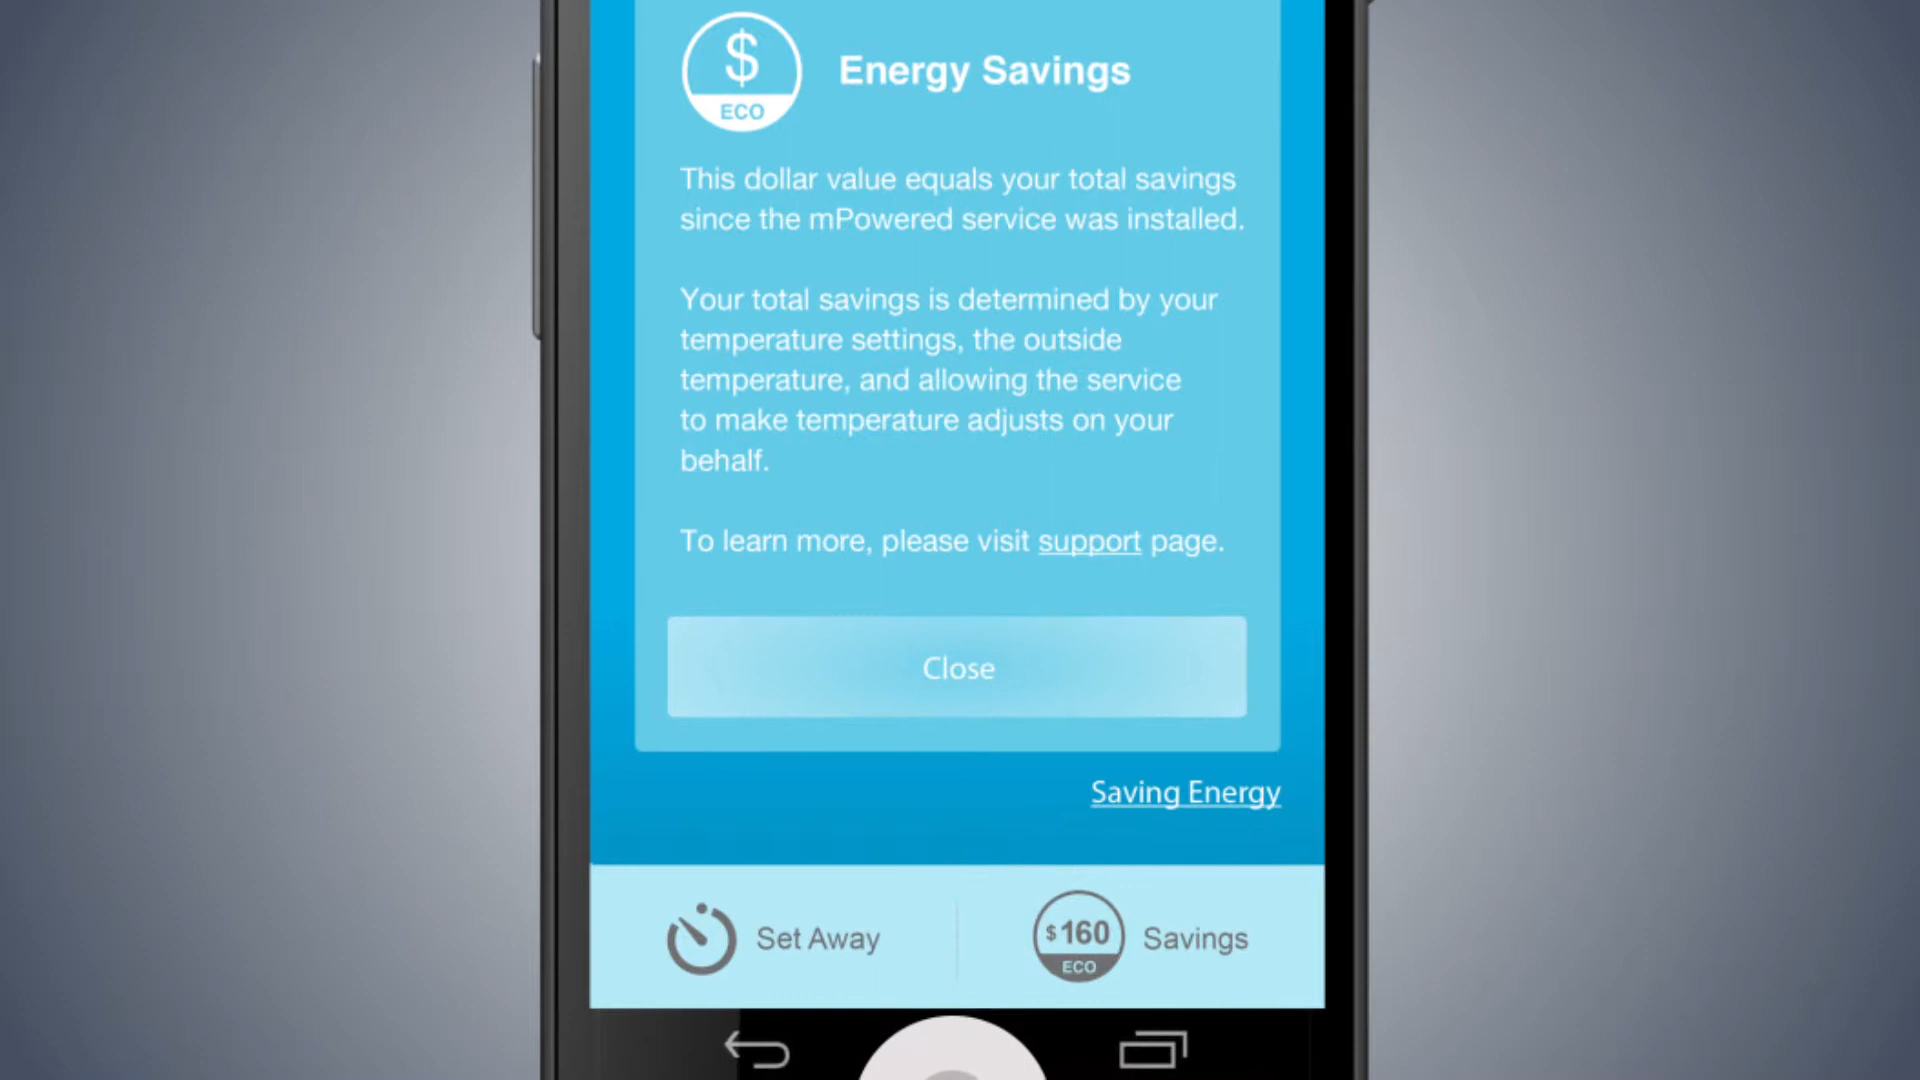 $
ECO
Energy Savings
This dollar value equals your total savings
since the mPowered service was installed.
Your total savings is determined by your
temperature settings, the outside
temperature, and allowing the service
to make temperature adjusts on your
behalf.
To learn more, please visit support page.
Close
Saving Energy
Set Away
$160
ECO
Savings